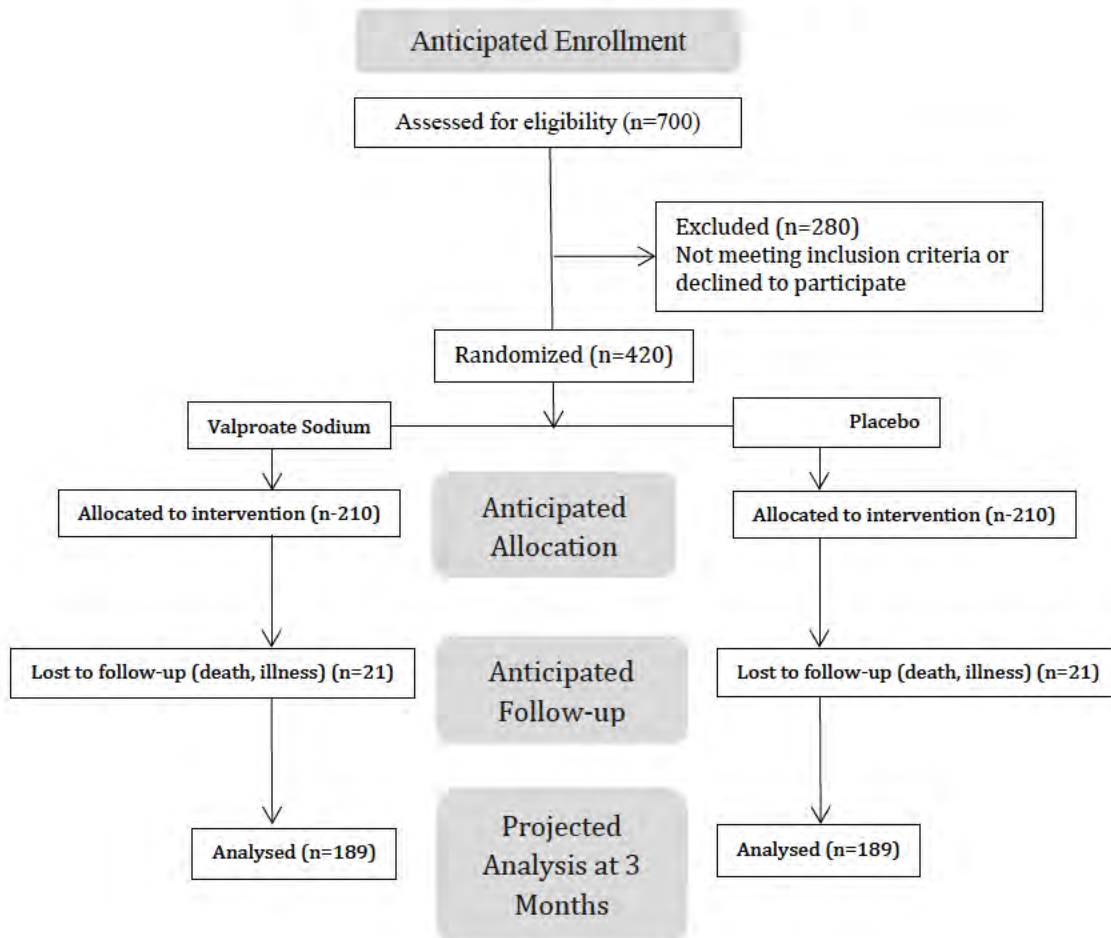 Anticipated Enrollment
Assessed for eligibility (n=700)
Excluded (n=280)
Not meeting inclusion criteria or
declined to participate
Randomized (n=420)
Valproate Sodium
Placebo
Allocated to intervention (n-210)
Anticipated
Allocation
Allocated to intervention (n-210)
Lost to follow-up (death, illness) (n=21)
Anticipated
Follow-up
Lost to follow-up (death, illness) (n=21)
Analysed (n=189)
Projected
Analysis at 3
Months
Analysed (n=189)